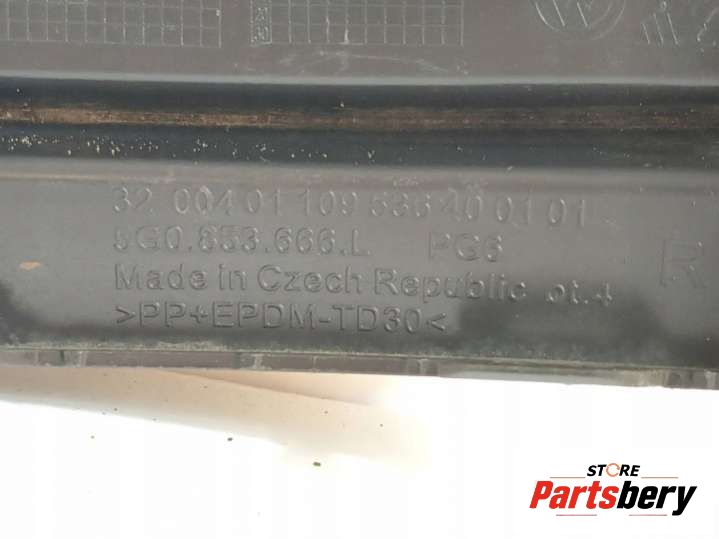 32 004 01 109 636 40 01 01
5G0.853.666.L PG6
Made in Czech Republic ot.4
>PP+EPDM-TD30<
R
STORE
Partsbery